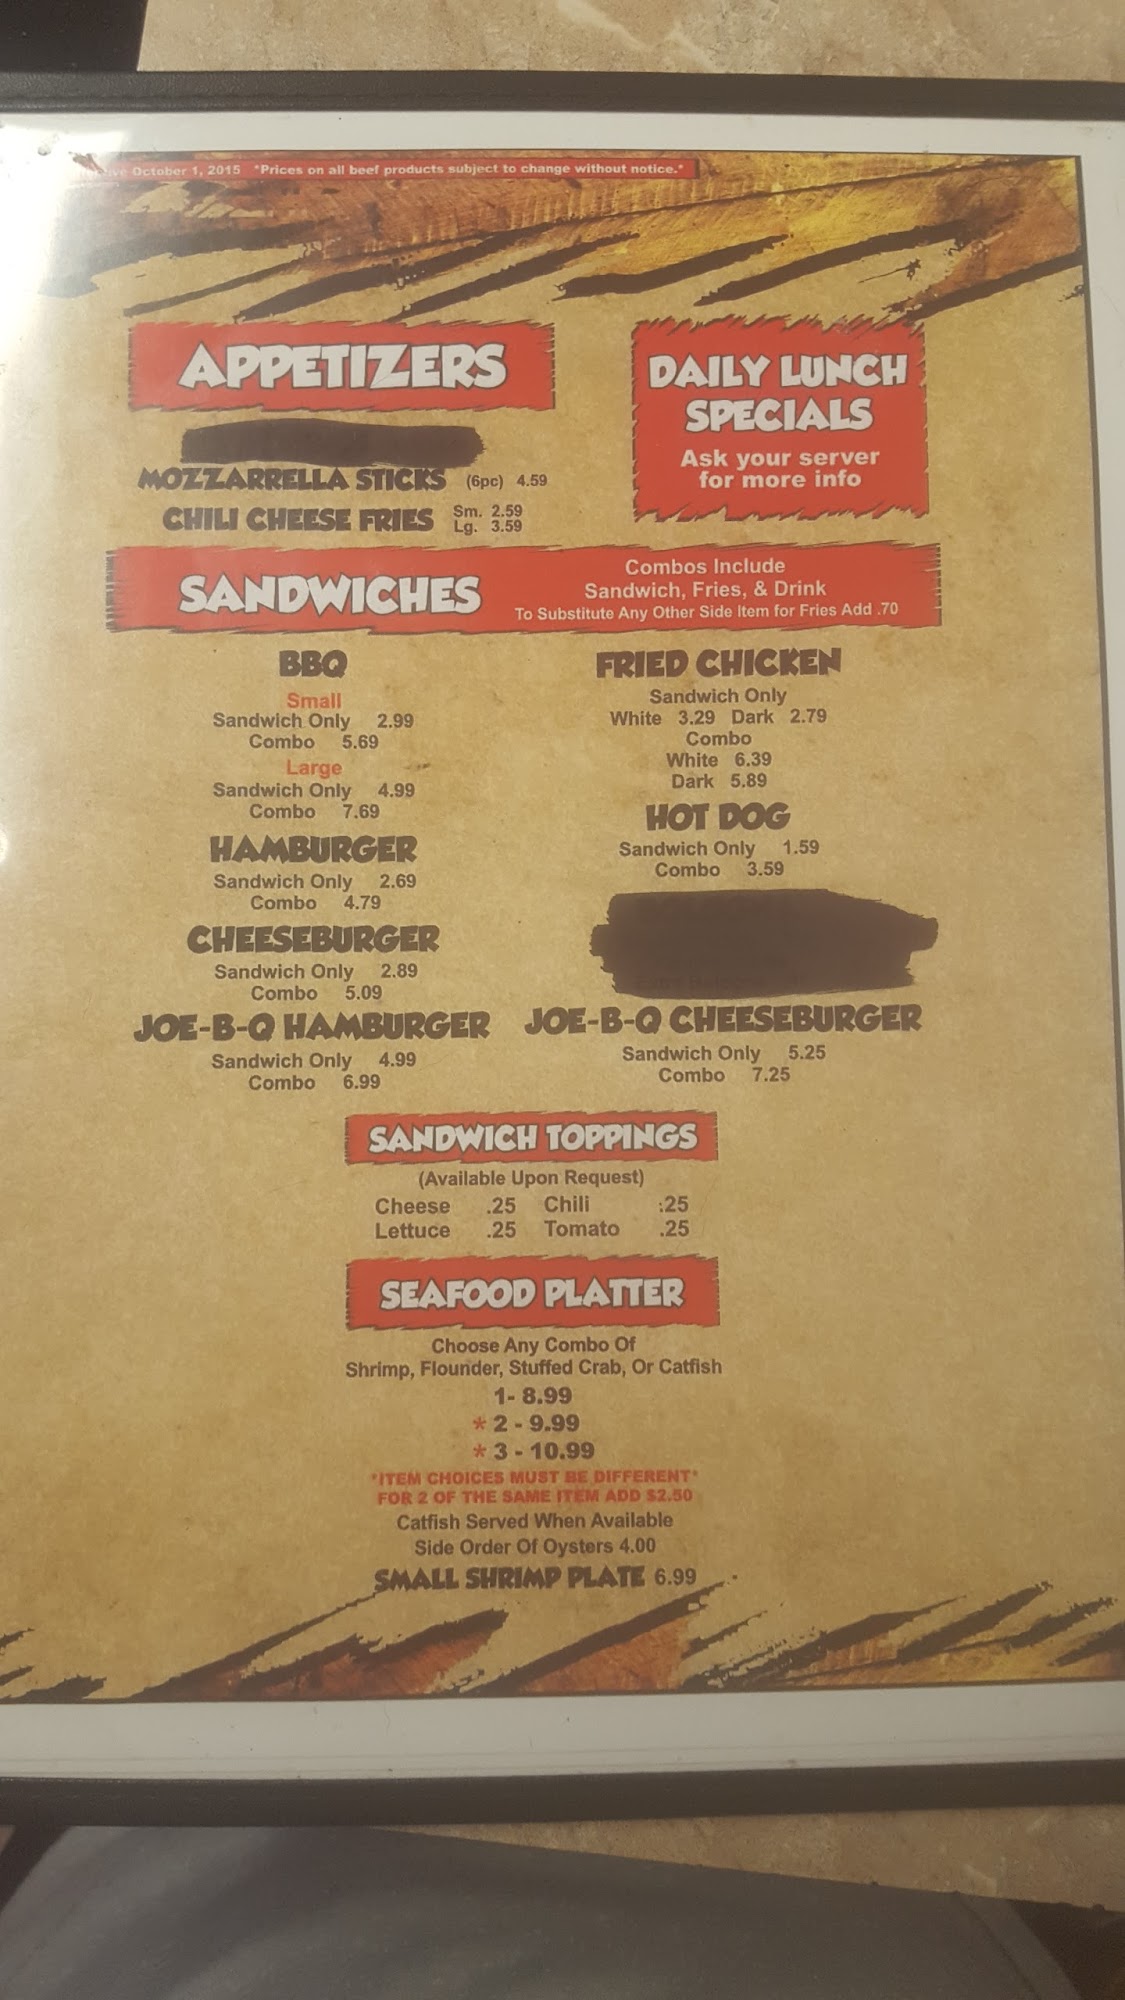 October 1, 2015 *Prices on all beef products subject to change without notice.*
APPETIZERS
MOZZARRELLA STICKS (6pc) 4.59
CHILI CHEESE FRIES Sm. 2.59
Lg. 3.59
DAILY LUNCH
SPECIALS
Ask your server
for more info
SANDWICHES
Combos Include
Sandwich, Fries, & Drink
To Substitute Any Other Side Item for Fries Add .70
BBQ
Small
Sandwich Only 2.99
Combo 5.69
Large
Sandwich Only 4.99
Combo 7.69
HAMBURGER
Sandwich Only 2.69
Combo 4.79
CHEESEBURGER
Sandwich Only 2.89
Combo 5.09
JOE-B-Q HAMBURGER
Sandwich Only 4.99
Combo 6.99
FRIED CHICKEN
Sandwich Only
White 3.29 Dark 2.79
Combo
White 6.39
Dark 5.89
HOT DOG
Sandwich Only 1.59
Combo 3.59
JOE-B-Q CHEESEBURGER
Sandwich Only 5.25
Combo 7.25
SANDWICH TOPPINGS
(Available Upon Request)
Cheese .25 Chili .25
Lettuce .25 Tomato .25
SEAFOOD PLATTER
Choose Any Combo Of
Shrimp, Flounder, Stuffed Crab, Or Catfish
1- 8.99
* 2 - 9.99
* 3 - 10.99
*ITEM CHOICES MUST BE DIFFERENT*
FOR 2 OF THE SAME ITEM ADD $2.50
Catfish Served When Available
Side Order Of Oysters 4.00
SMALL SHRIMP PLATE 6.99